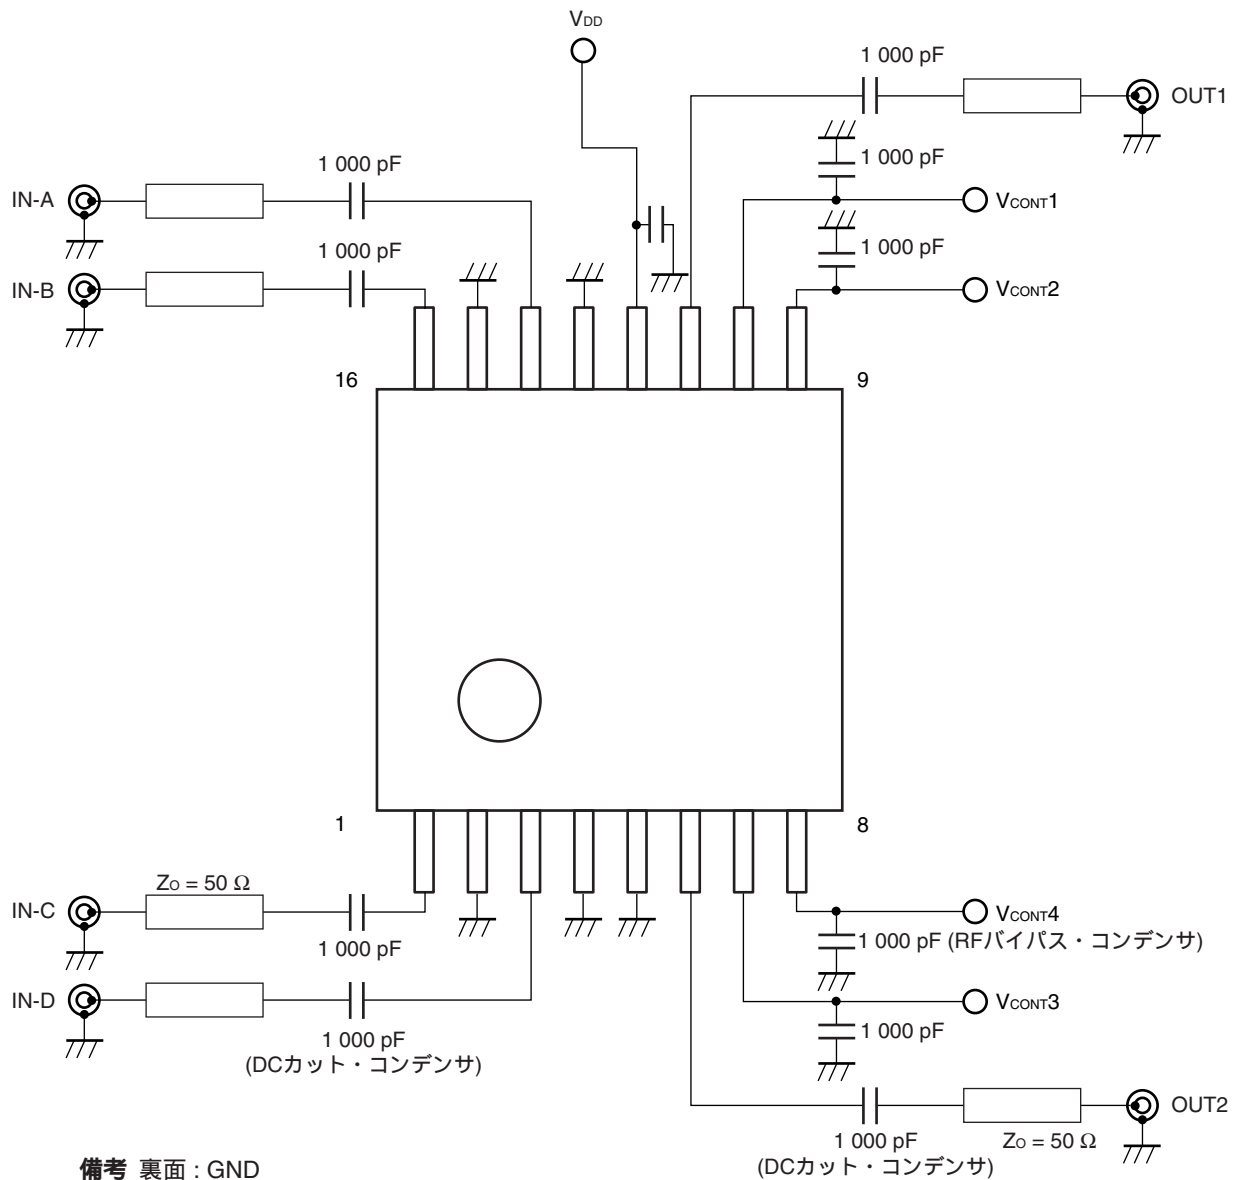 VDD
1 000 pF
OUT1
1 000 pF
1 000 pF
IN-A
VCONT1
1 000 pF
1 000 pF
IN-B
VCONT2
16
9
1
8
ZO = 50 Ω
IN-C
VCONT4
1 000 pF
1 000 pF (RFバイパス・コンデンサ)
IN-D
VCONT3
1 000 pF
1 000 pF
(DCカット・コンデンサ)
OUT2
1 000 pF
ZO = 50 Ω
(DCカット・コンデンサ)
備考 裏面 : GND